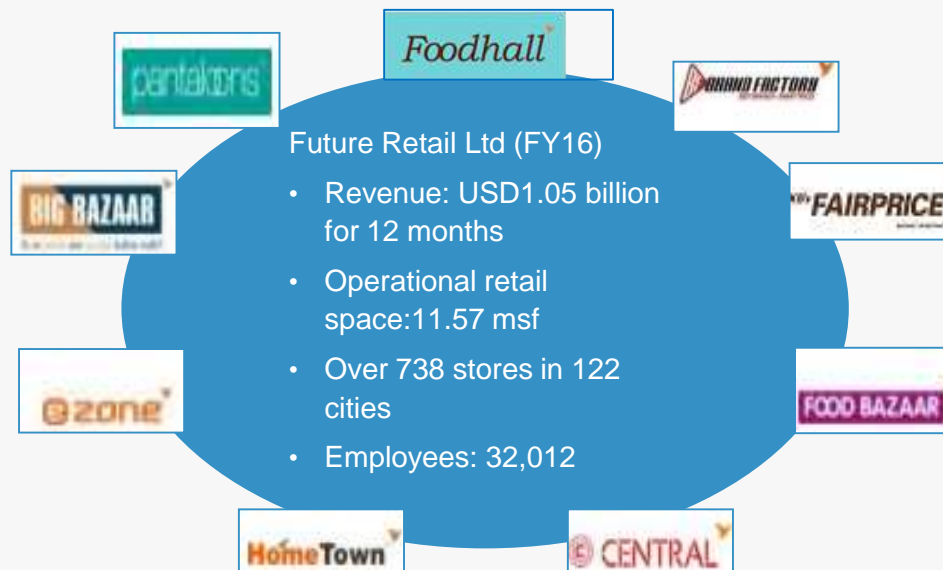 Foodhall
pantaloons
BRAND FACTORY
Future Retail Ltd (FY16)
• Revenue: USD1.05 billion
for 12 months
BIG BAZAAR
FAIRPRICE
• Operational retail
space:11.57 msf
• Over 738 stores in 122
cities
ezone
FOOD BAZAAR
• Employees: 32,012
HomeTown
CENTRAL